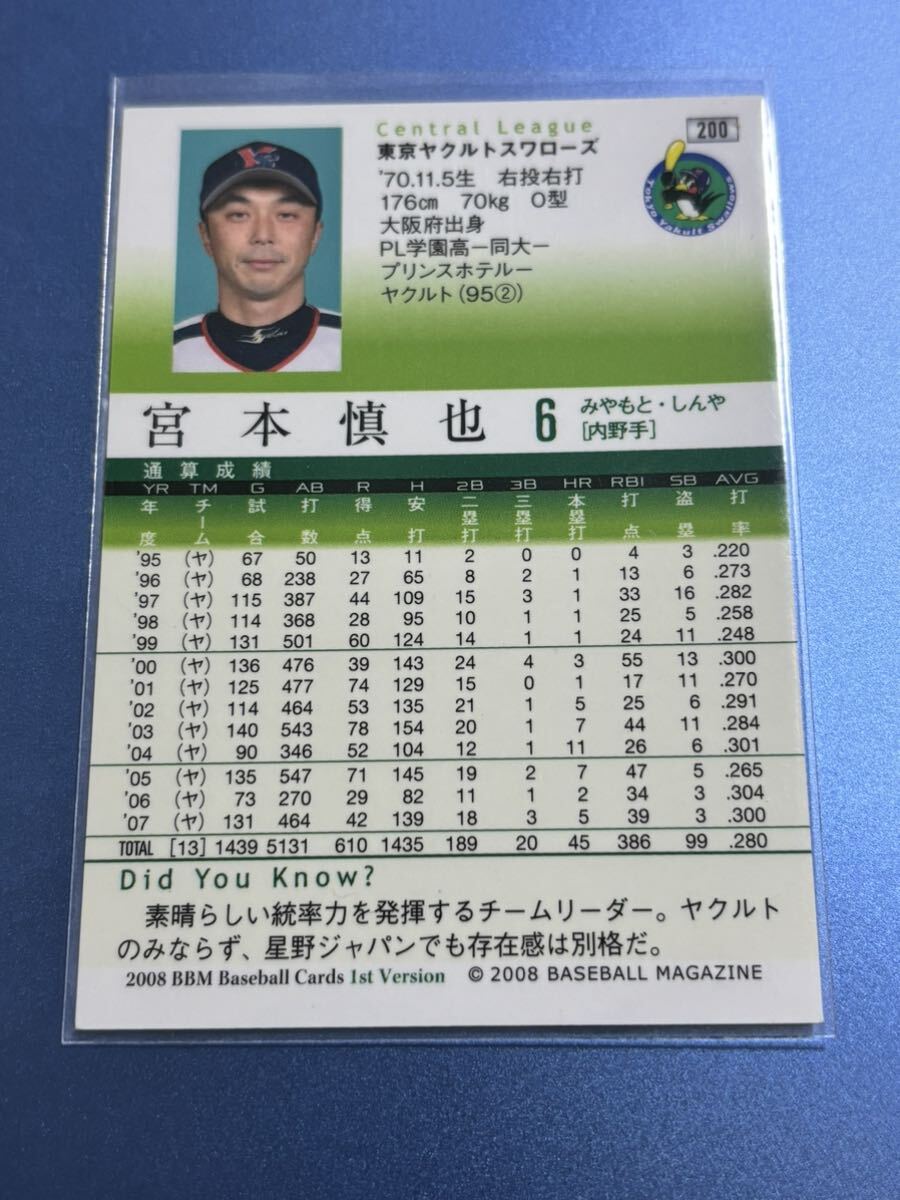 200
Central League
東京ヤクルトスワローズ
'70.11.5生 右投右打
176cm 70kg O型
大阪府出身
PL学園高ー同大ー
プリンスホテルー
ヤクルト(95②)
Tokyo Yakult Swallows
宮本慎也 6 みやもと・しんや
[内野手]
通算成績
YR TM G AB R H 2B 3B HR RBI SB AVG
年度 チーム 試合 打数 得点 安打 二塁打 三塁打 本塁打 打点 盗塁 打率
'95 (ヤ) 67 50 13 11 2 0 0 4 3 .220
'96 (ヤ) 68 238 27 65 8 2 1 13 6 .273
'97 (ヤ) 115 387 44 109 15 3 1 33 16 .282
'98 (ヤ) 114 368 28 95 10 1 1 25 5 .258
'99 (ヤ) 131 501 60 124 14 1 1 24 11 .248
'00 (ヤ) 136 476 39 143 24 4 3 55 13 .300
'01 (ヤ) 125 477 74 129 15 0 1 17 11 .270
'02 (ヤ) 114 464 53 135 21 1 5 25 6 .291
'03 (ヤ) 140 543 78 154 20 1 7 44 11 .284
'04 (ヤ) 90 346 52 104 12 1 11 26 6 .301
'05 (ヤ) 135 547 71 145 19 2 7 47 5 .265
'06 (ヤ) 73 270 29 82 11 1 2 34 3 .304
'07 (ヤ) 131 464 42 139 18 3 5 39 3 .300
TOTAL [13] 1439 5131 610 1435 189 20 45 386 99 .280
Did You Know?
素晴らしい統率力を発揮するチームリーダー。ヤクルト
のみならず、星野ジャパンでも存在感は別格だ。
2008 BBM Baseball Cards 1st Version © 2008 BASEBALL MAGAZINE